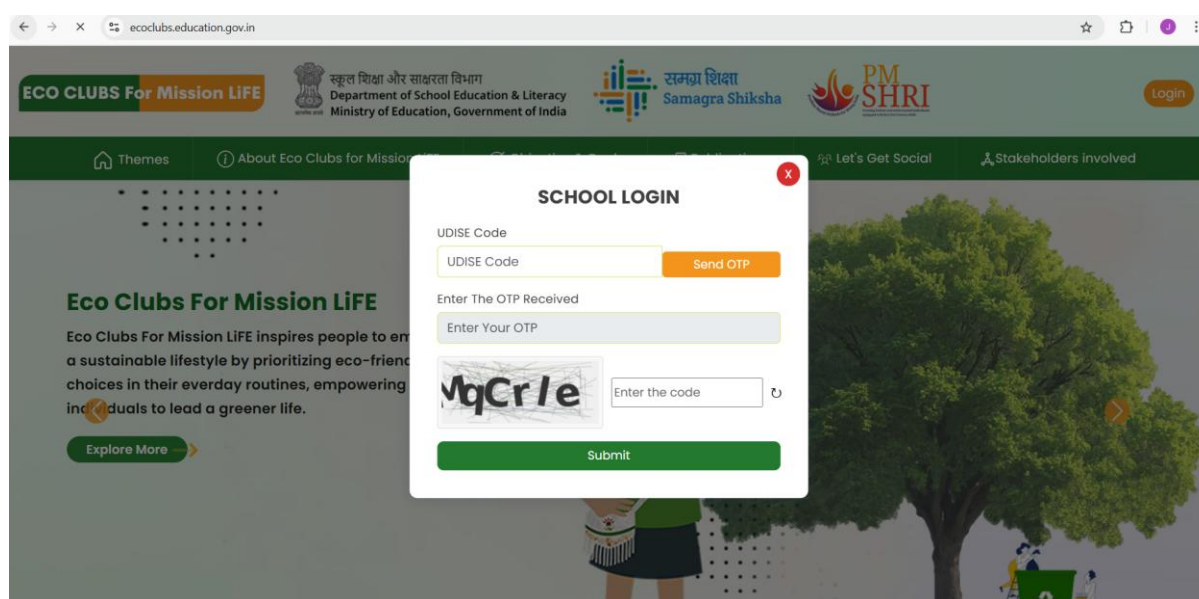 ecoclubs.education.gov.in
ECO CLUBS For Mission LiFE
स्कूल शिक्षा और साक्षरता विभाग
Department of School Education & Literacy
Ministry of Education, Government of India
समग्र शिक्षा
Samagra Shiksha
PM
SHRI
Login
Themes
About Eco Clubs for Mission
Let's Get Social
Stakeholders involved
X
SCHOOL LOGIN
UDISE Code
UDISE Code
Send OTP
Enter The OTP Received
Enter Your OTP
Enter the code
Submit
Eco Clubs For Mission LiFE
Eco Clubs For Mission LiFE inspires people to em
a sustainable lifestyle by prioritizing eco-friend
choices in their everday routines, empowering
individuals to lead a greener life.
Explore More